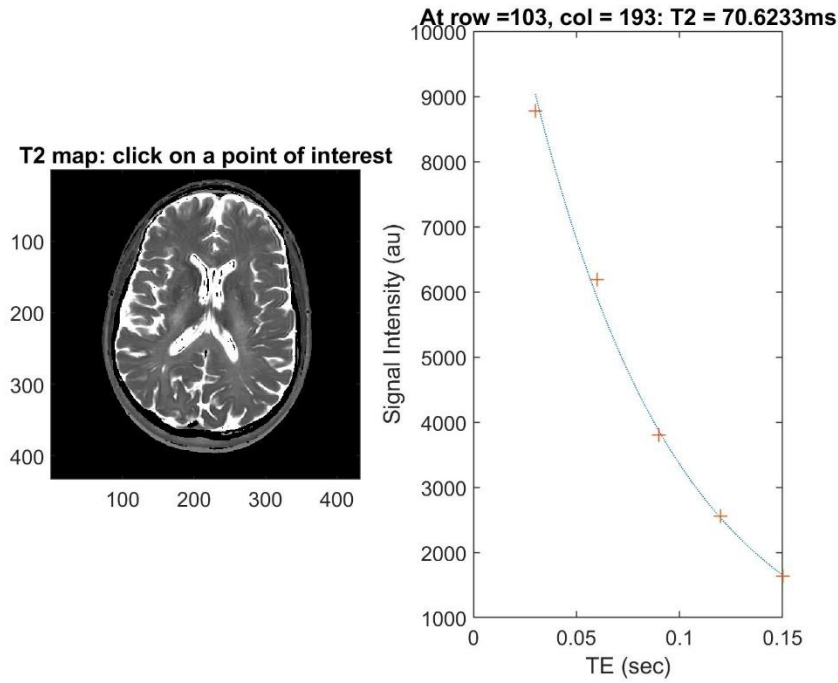 T2 map: click on a point of interest
100
200
300
400
100 200 300 400
At row =103, col = 193: T2 = 70.6233ms
10000
9000
8000
7000
6000
5000
4000
3000
2000
1000
Signal Intensity (au)
0 0.05 0.1 0.15
TE (sec)